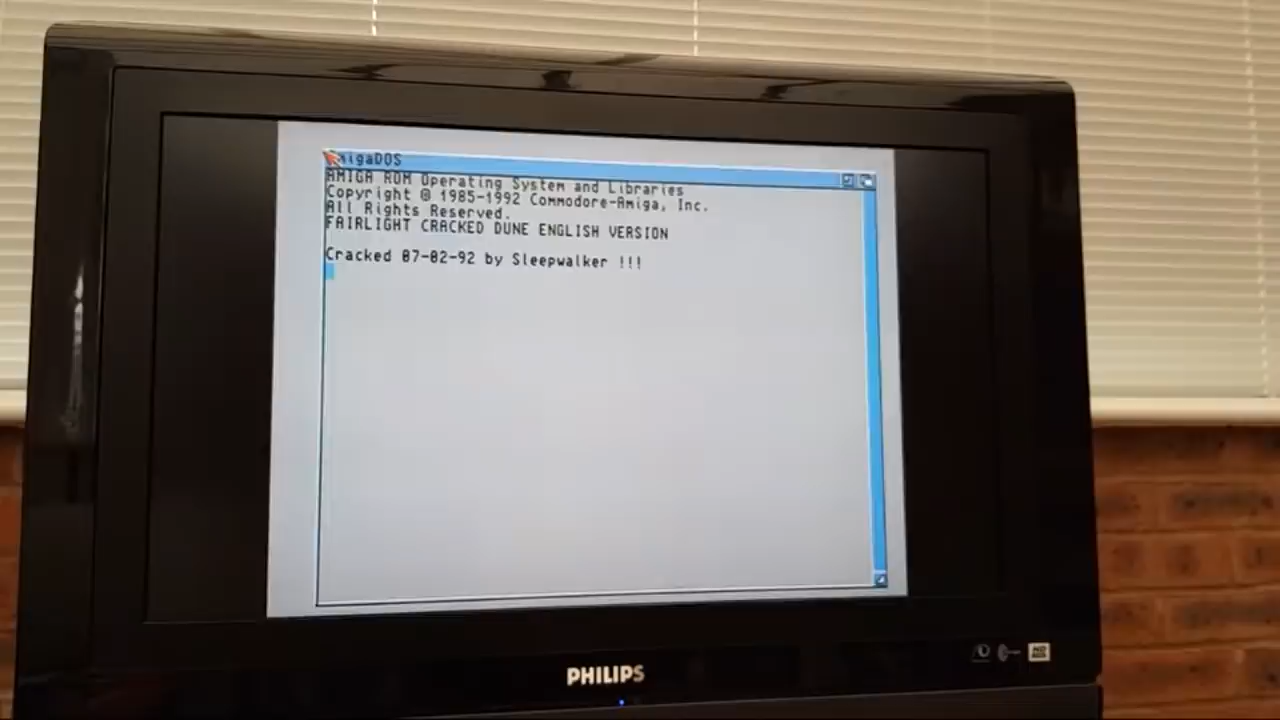 AmigaDOS
AMIGA ROM Operating System and Libraries
Copyright © 1985-1992 Commodore-Amiga, Inc.
All Rights Reserved.
FAIRLIGHT CRACKED DUNE ENGLISH VERSION
Cracked 07-02-92 by Sleepwalker !!!
PHILIPS
HD